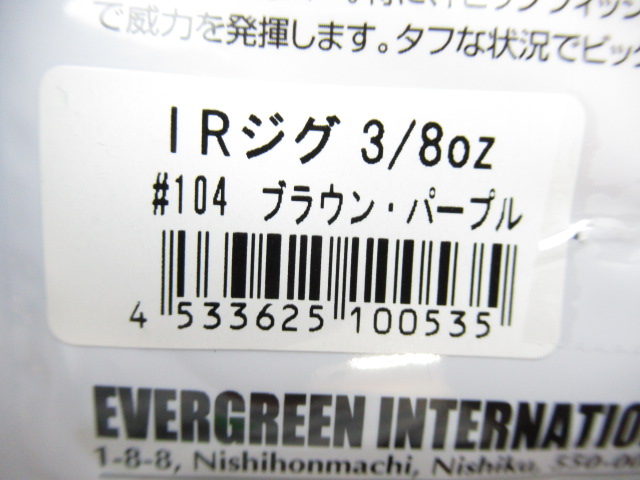 で威力を発揮します。タフな状況でビッグ
IRジグ 3/8oz
#104 ブラウン・パープル
4 533625 100535
EVERGREEN INTERNATIO
1-8-8, Nishihonmachi, Nishiku, 550-00